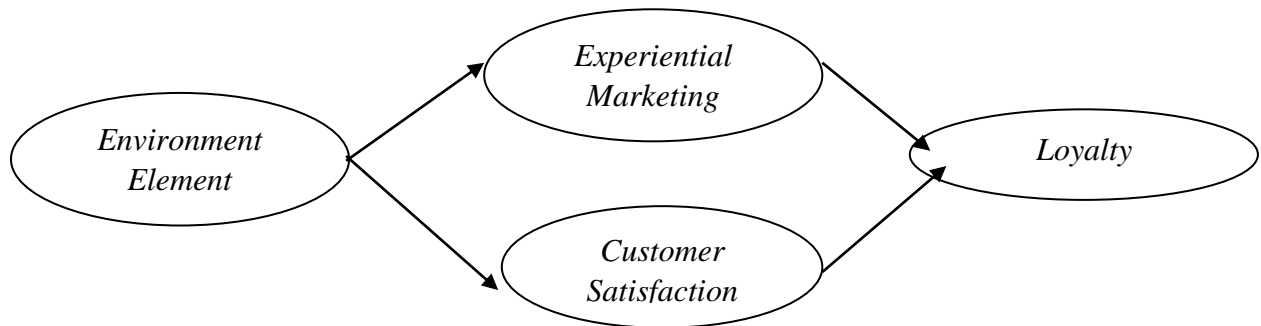 Environment
Element
Experiential
Marketing
Customer
Satisfaction
Loyalty